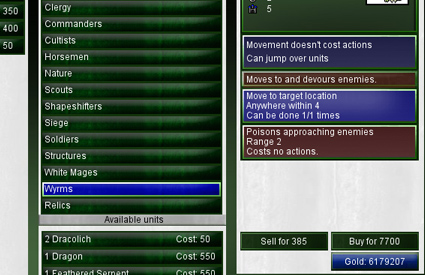 350
400
50
Clergy
Commanders
Cultists
Horsemen
Nature
Scouts
Shapeshifters
Siege
Soldiers
Structures
White Mages
Wyrms
Relics
Available units
2 Dracolich Cost: 50
1 Dragon Cost: 550
1 Feathered Serpent Cost: 550
5
Movement doesn't cost actions
Can jump over units
Moves to and devours enemies.
Move to target location
Anywhere within 4
Can be done 1/1 times
Poisons approaching enemies
Range 2
Costs no actions.
Sell for 385
Buy for 7700
Gold: 6179207